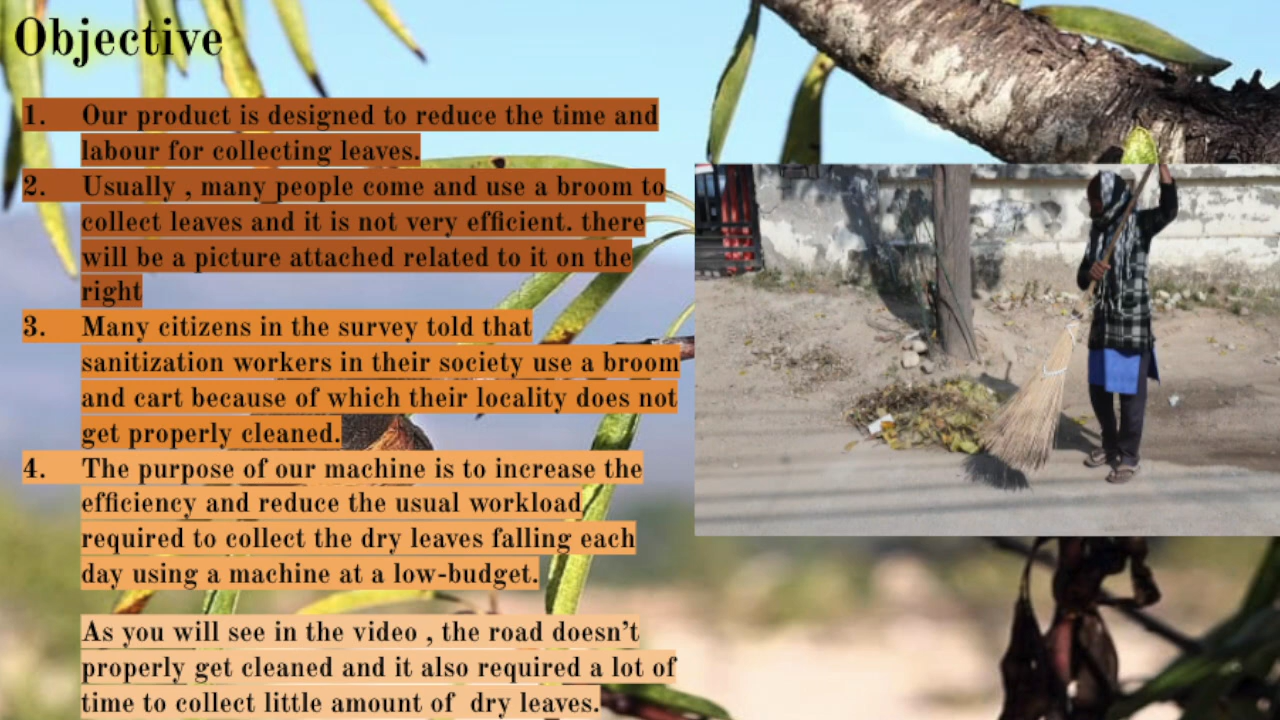 Objective
1. Our product is designed to reduce the time and
labour for collecting leaves.
2. Usually , many people come and use a broom to
collect leaves and it is not very efficient. there
will be a picture attached related to it on the
right
3. Many citizens in the survey told that
sanitization workers in their society use a broom
and cart because of which their locality does not
get properly cleaned.
4. The purpose of our machine is to increase the
efficiency and reduce the usual workload
required to collect the dry leaves falling each
day using a machine at a low-budget.
As you will see in the video , the road doesn’t
properly get cleaned and it also required a lot of
time to collect little amount of dry leaves.